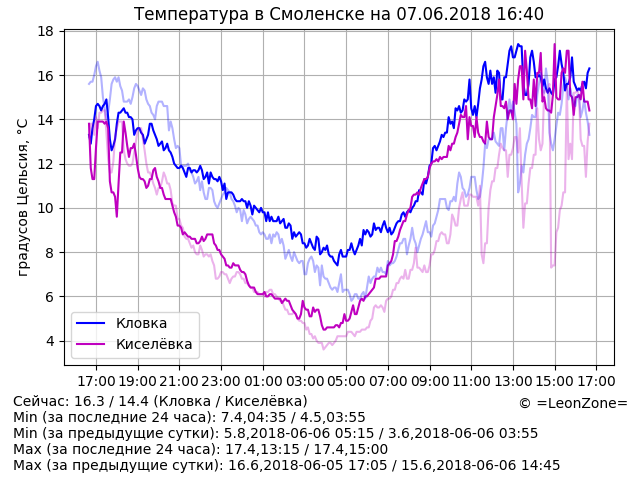 Температура в Смоленске на 07.06.2018 16:40
градусов Цельсия, °C
18
16
14
12
10
8
6
4
Кловка
Киселёвка
17:00 19:00 21:00 23:00 01:00 03:00 05:00 07:00 09:00 11:00 13:00 15:00 17:00
Сейчас: 16.3 / 14.4 (Кловка / Киселёвка)
© =LeonZone=
Min (за последние 24 часа): 7.4,04:35 / 4.5,03:55
Min (за предыдущие сутки): 5.8,2018-06-06 05:15 / 3.6,2018-06-06 03:55
Max (за последние 24 часа): 17.4,13:15 / 17.4,15:00
Max (за предыдущие сутки): 16.6,2018-06-05 17:05 / 15.6,2018-06-06 14:45